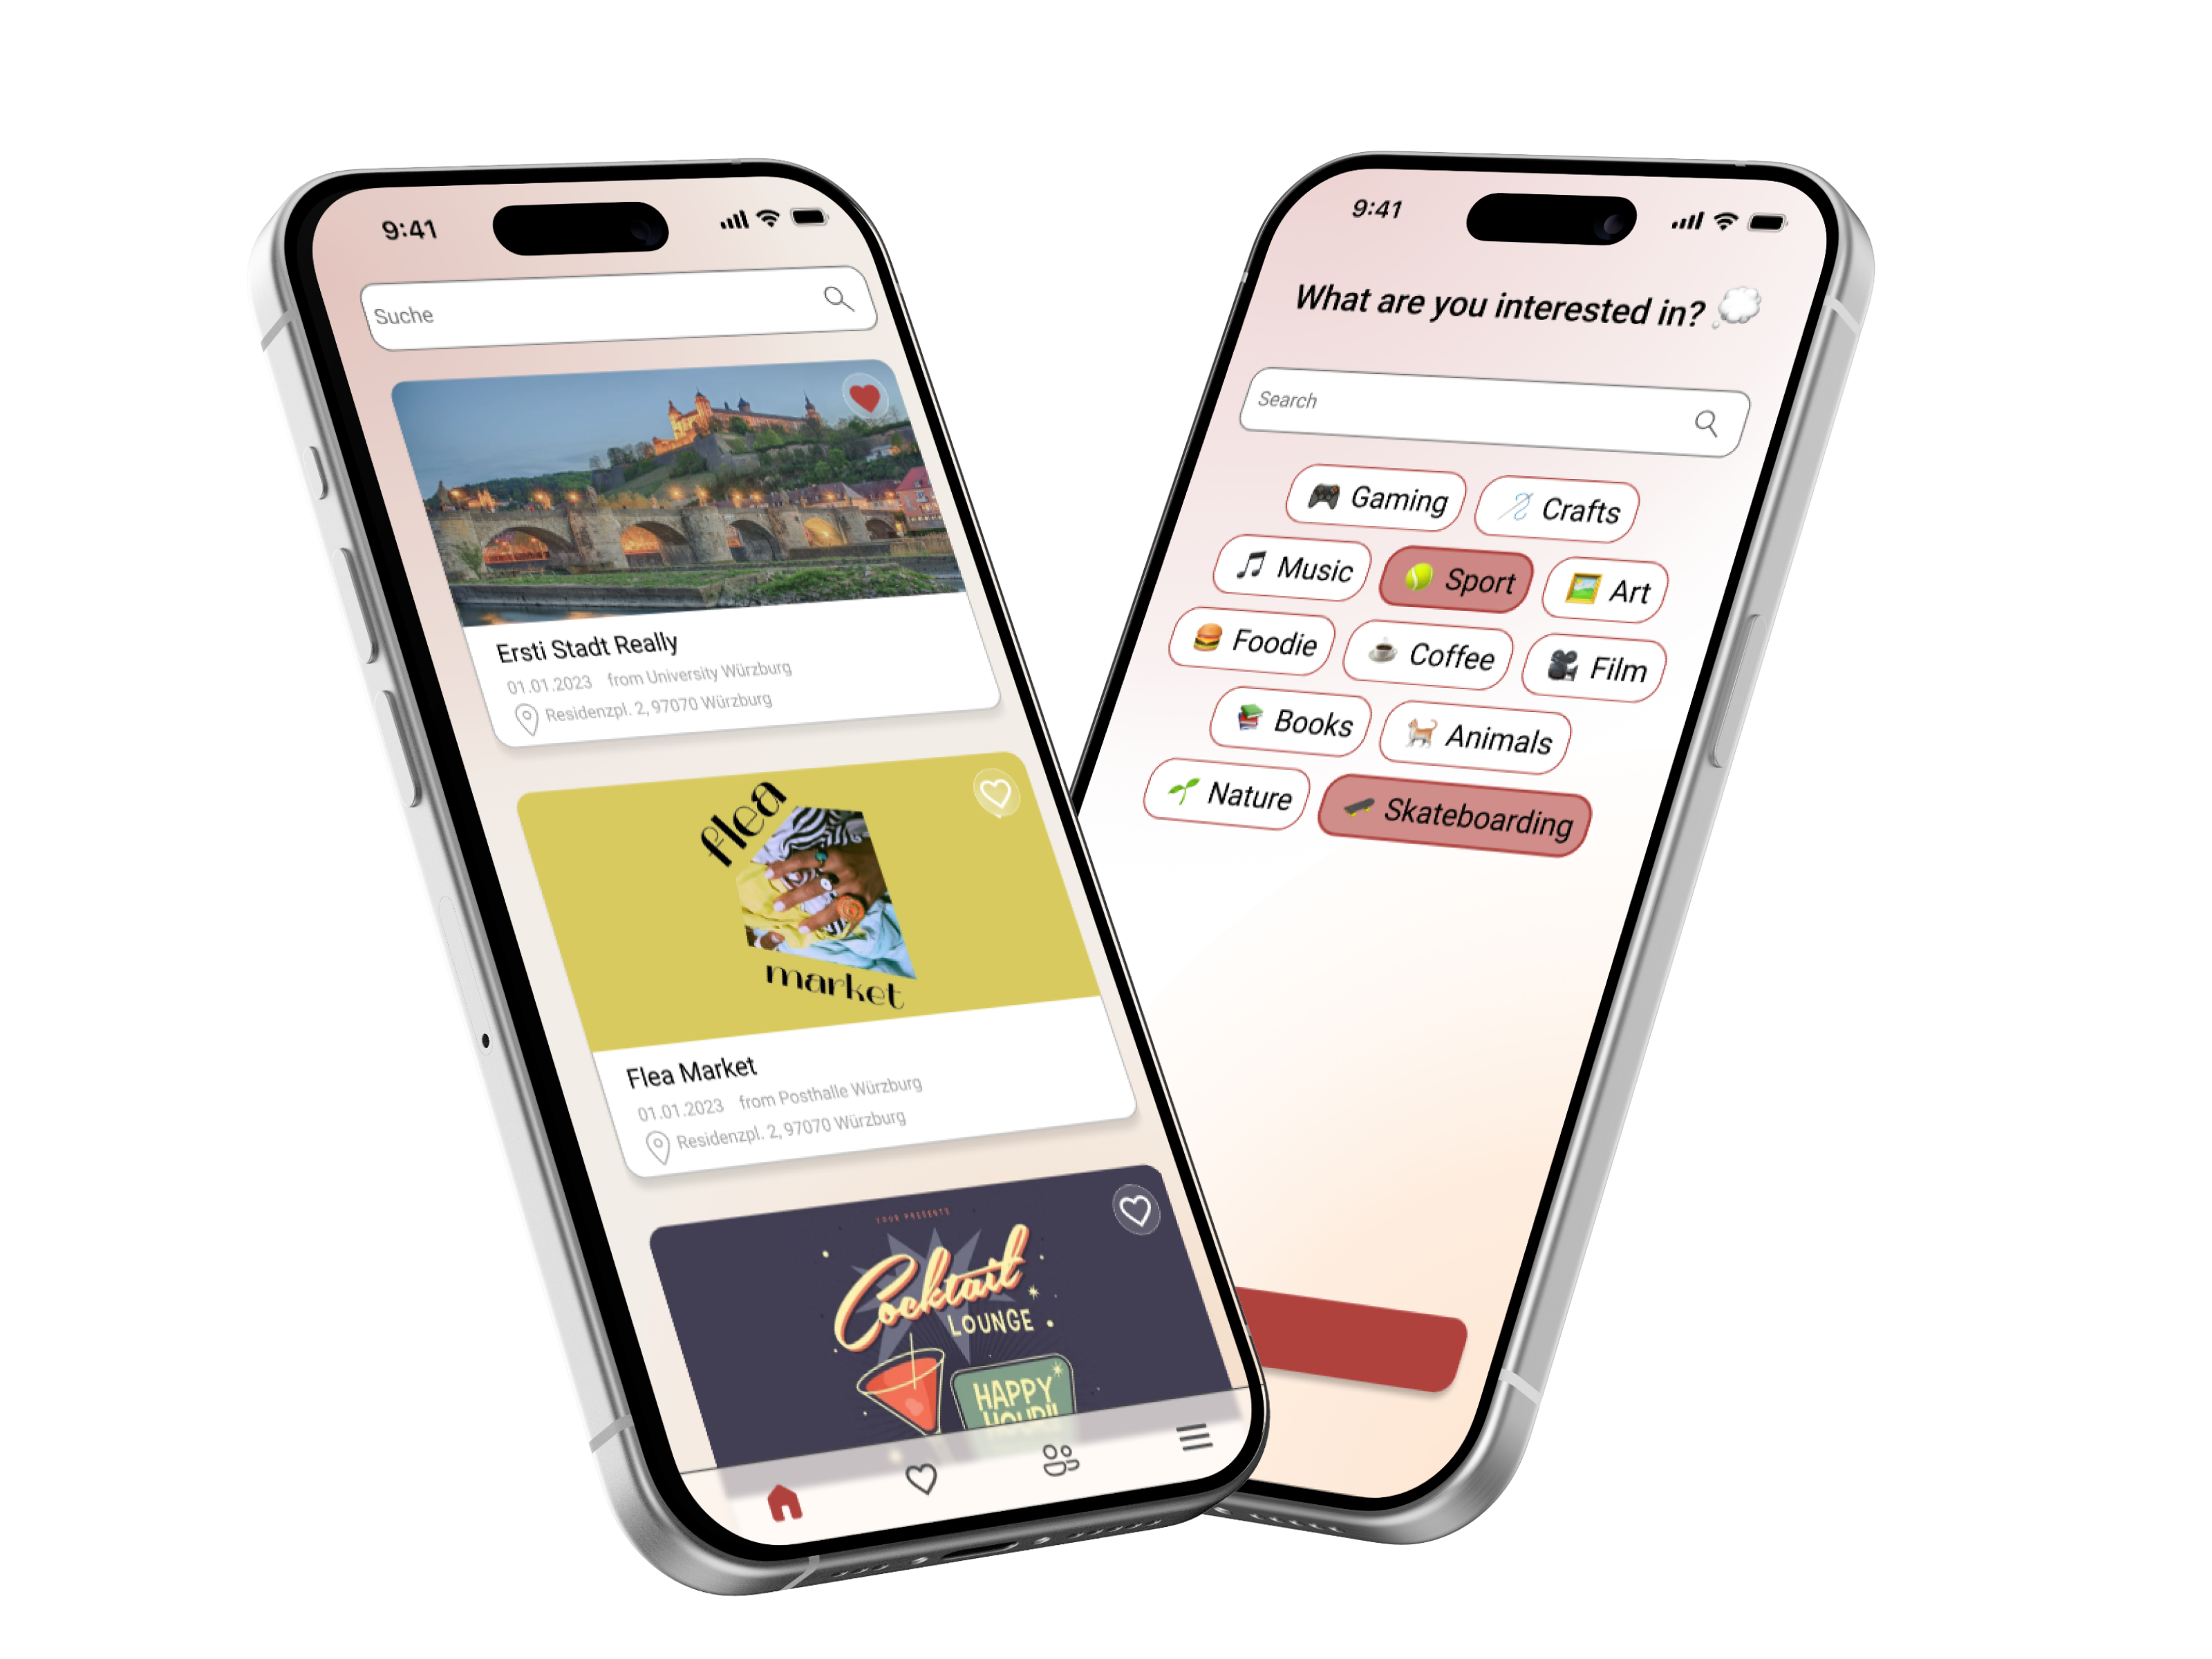 9:41
Suche
Ersti Stadt Really
01.01.2023 from University Würzburg
Residenzpl. 2, 97070 Würzburg
flea
market
Flea Market
01.01.2023 from Posthalle Würzburg
Residenzpl. 2, 97070 Würzburg
YOUR PRESENTS
Cocktail
LOUNGE
HAPPY
9:41
What are you interested in? 💭
Search
🎮 Gaming 🪡 Crafts
🎵 Music 🎾 Sport 🖼️ Art
🍔 Foodie ☕ Coffee 🎥 Film
📚 Books 🐈 Animals
🌱 Nature 🛹 Skateboarding